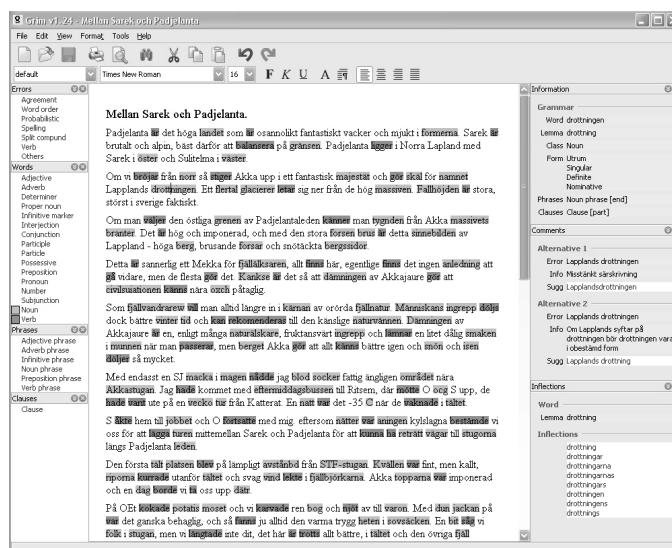 Grim v1.24 - Mellan Sarek och Padjelanta
File Edit View Format Tools Help
default Times New Roman 16 F K U A
Errors
Agreement
Word order
Probabilistic
Spelling
Split compund
Verb
Others
Words
Adjective
Adverb
Determiner
Proper noun
Infinitive marker
Interjection
Conjunction
Participle
Particle
Possessive
Preposition
Pronoun
Number
Subjunction
Noun
Verb
Phrases
Adjective phrase
Adverb phrase
Infinitive phrase
Noun phrase
Preposition phrase
Verb phrase
Clauses
Clause
Mellan Sarek och Padjelanta.
Padjelanta är det höga landet som är osannolikt fantastiskt vacker och mjukt i formerna. Sarek är
brutalt och alpin, bäst därför att balansera på gränsen. Padjelanta ligger i Norra Lapland med
Sarek i öster och Sulitelma i väster.
Om vi bröjar från norr så stiger Akka upp i ett fantastisk majestät och gör skäl för namnet
Lapplands drottningen. Ett flertal glacierer letar sig ner från de hög massiven. Fallhöjden är stora,
störst i sverige faktiskt.
Om man väljer den östliga grenen av Padjelantaleden känner man tygnden från Akka massivets
branter. Det är hög och imponerad, och med den stora forsen brus är detta sinnebilden av
Lappland - höga berg, brusande forsar och snötäckta bergssidor.
Detta är sannerlig ett Mekka för fjällälksaren, allt finns här, egentlige finns det ingen anledning att
gå vidare, men de flesta gör det. Kankse är det så att dämningen av Akkajaure gör att
civilsuationen känns nära oxch påtaglig.
Som fjällvandrarew vill man alltid längre in i kärnan av orörda fjällnatur. Människans ingrepp döljs
dock bättre vinter tid och kan rekommenderas till den känslige naturvännen. Dämningei av
Akkajaure är en, enligt många naturälskare, fruktansvärt ingrepp och lämnar en litet dålig smaken
i munnen när man passerar, men berget Akka gör att allt känns bättre igen och snön och isen
döljer så mycket.
Med endasst en SJ macka i magen nådde jag blod socker fattig ängligen området nära
Akkastugan. Jag hade kommet med eftermiddagsbussen till Ritsem, där mötte O ocg S upp, de
hade varit ute på en vecko tur från Katterat. En natt var det -35 C när de vaknade i tältet.
S åkte hem till jobbet och O fortsatte med mig. eftersom nätter var aningen kylslagna bestämde vi
oss för att lägga turen mittemellan Sarek och Padjelanta för att kunna ha reträtt vägar till stugorna
längs Padjelanta leden.
Den första tält platsen blev på lämpligt avstånbd från STF-stugan. Kvällen var fint, men kallt,
riporna kurrade utanför tältet och svag vind lekte i fjällbjörkarna. Akka topparna var imponerad
och en dag borde vi ta oss upp där.
På OEt kokade potatis moset och vi karvade ren bog och njöt av till varon. Med dun jackan på
var det ganska behaglig, och så fanns ju alltid den varma trygg heten i sovsäcken. En bit såg vi
folk i stugan, men vi längtade inte dit, det här är trotts allt bättre, i tältet och den övriga fjäll
Information
Grammar
Word drottningen
Lemma drottning
Class Noun
Form Utrum
Singular
Definite
Nominative
Phrases Noun phrase [end]
Clauses Clause [part]
Comments
Alternative 1
Error Lapplands drottningen
Info Misstänkt särskrivning
Sugg Lapplandsdrottningen
Alternative 2
Error Lapplands drottningen
Info Om Lapplands syftar på
drottningen bör drottningen vara
i obestämd form
Sugg Lapplands drottning
Inflections
Word
Lemma drottning
Inflections
drottning
drottningar
drottningarna
drottningarnas
drottningars
drottningen
drottningens
drottnings